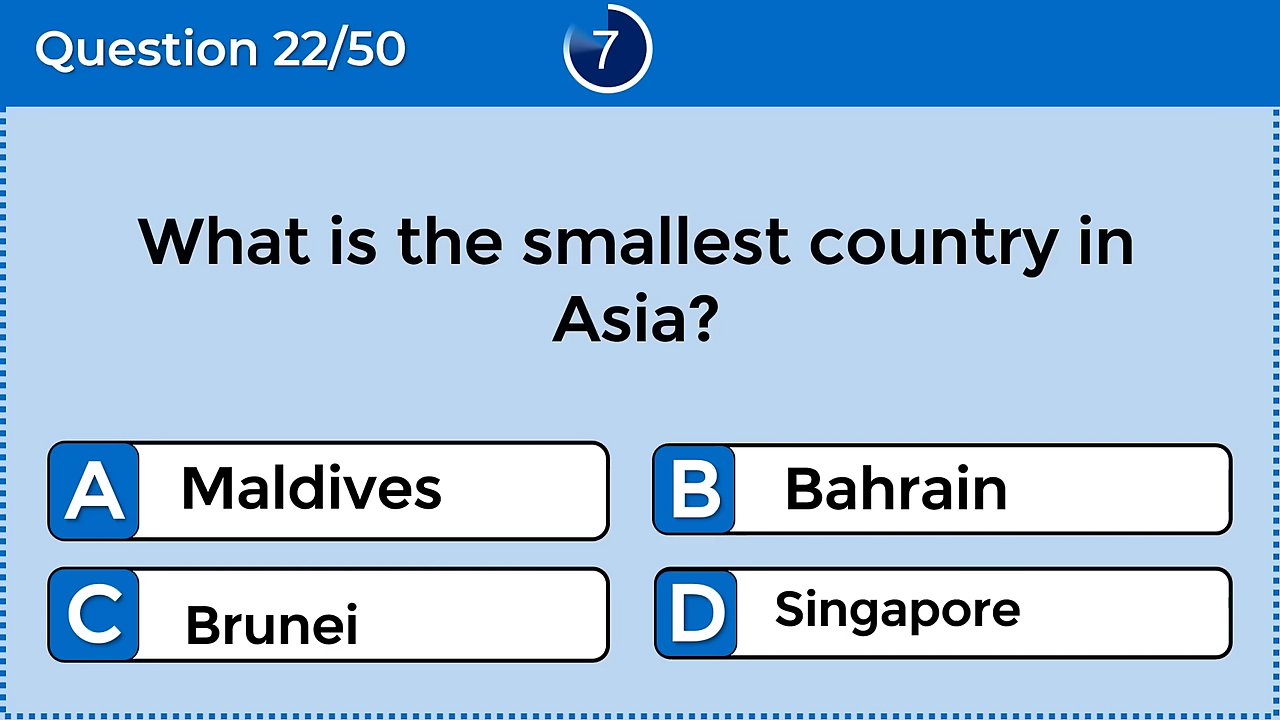 Question 22/50
7
What is the smallest country in
Asia?
A Maldives
B Bahrain
C Brunei
D Singapore